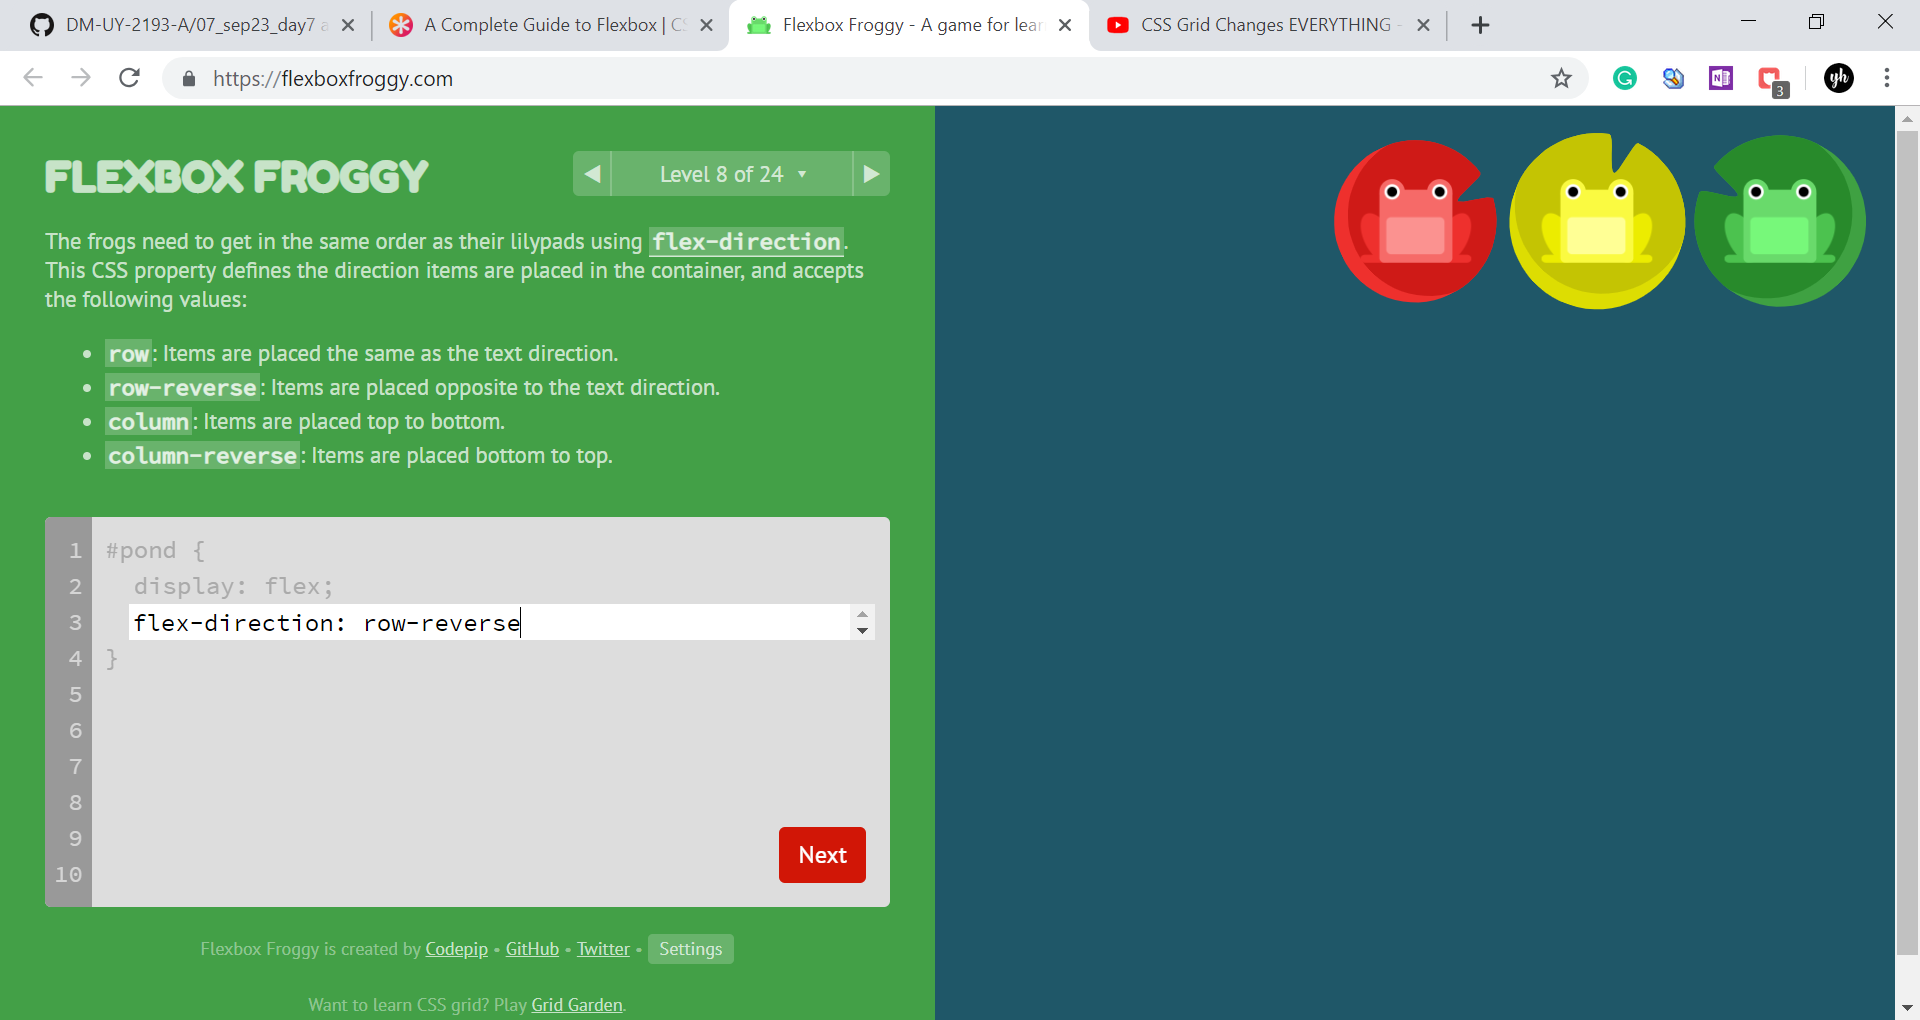 DM-UY-2193-A/07_sep23_day7 a
A Complete Guide to Flexbox | CS
Flexbox Froggy - A game for lear
CSS Grid Changes EVERYTHING -
https://flexboxfroggy.com
N
3
yh
FLEXBOX FROGGY
Level 8 of 24
The frogs need to get in the same order as their lilypads using flex-direction.
This CSS property defines the direction items are placed in the container, and accepts
the following values:
row: Items are placed the same as the text direction.
row-reverse: Items are placed opposite to the text direction.
column: Items are placed top to bottom.
column-reverse: Items are placed bottom to top.
1 #pond {
2 display: flex;
3 flex-direction: row-reverse
4 }
5
6
7
8
9
10
Next
Flexbox Froggy is created by Codepip • GitHub • Twitter • Settings
Want to learn CSS grid? Play Grid Garden.